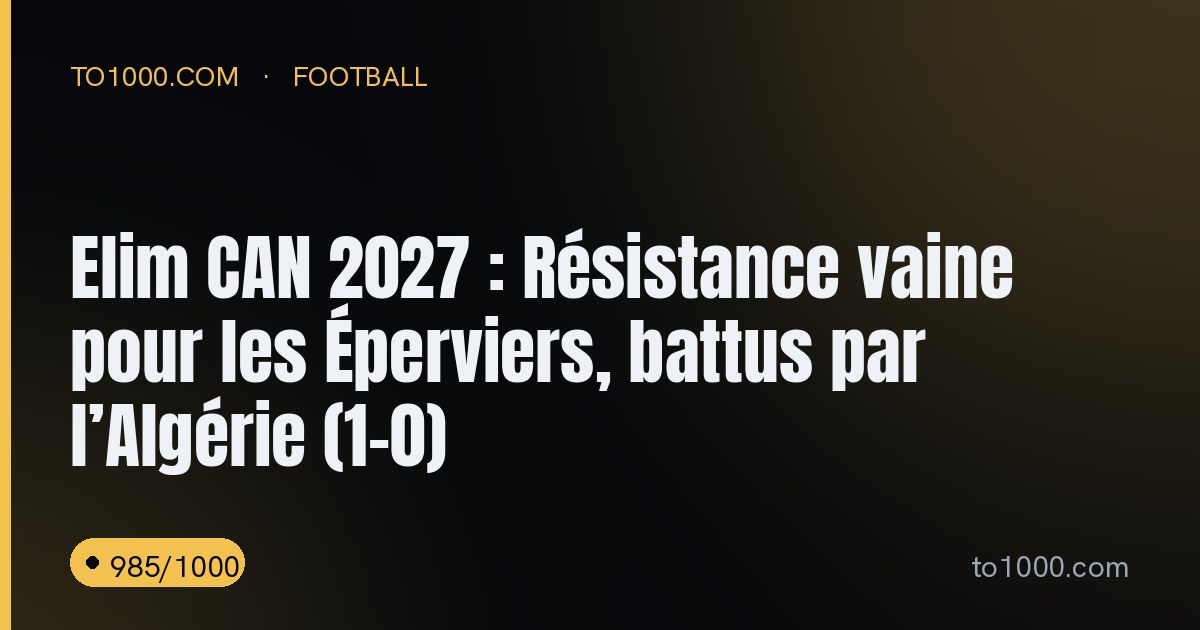 TO1000.COM · FOOTBALL
Elim CAN 2027 : Résistance vaine
pour les Éperviers, battus par
l’Algérie (1-0)
985/1000
to1000.com